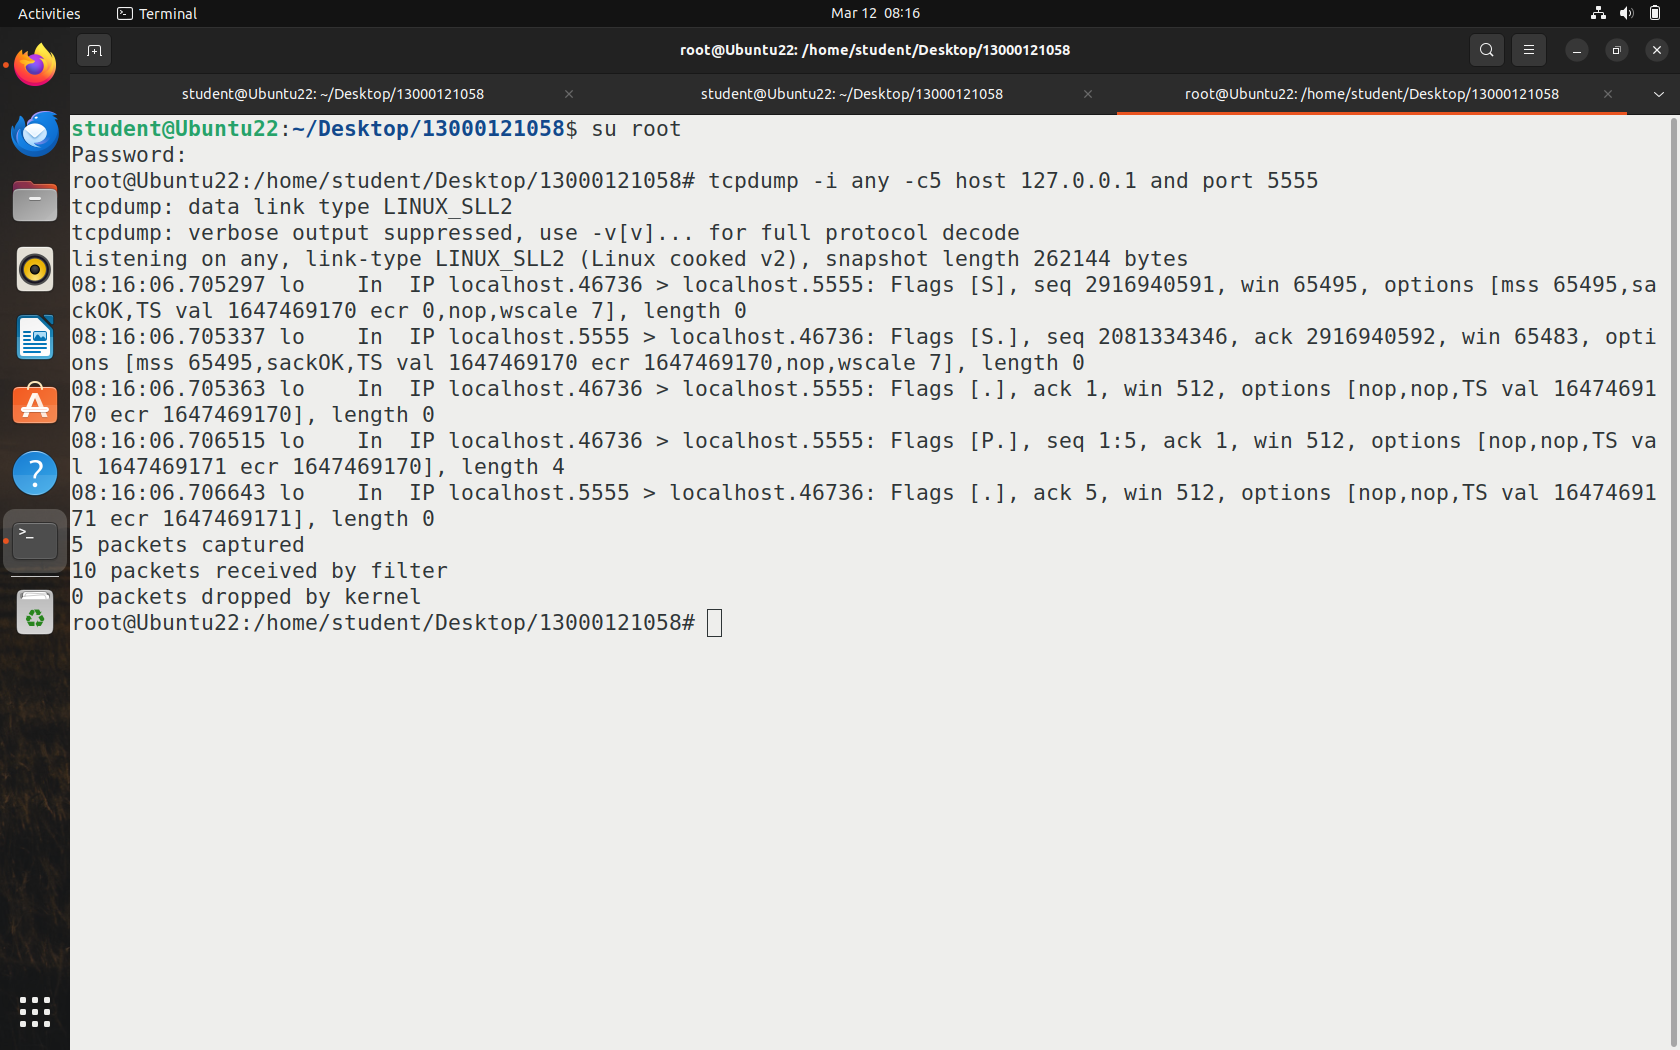 Activities
Terminal
Mar 12 08:16
root@Ubuntu22: /home/student/Desktop/13000121058
student@Ubuntu22: ~/Desktop/13000121058
student@Ubuntu22: ~/Desktop/13000121058
root@Ubuntu22: /home/student/Desktop/13000121058
student@Ubuntu22:~/Desktop/13000121058$ su root
Password:
root@Ubuntu22:/home/student/Desktop/13000121058# tcpdump -i any -c5 host 127.0.0.1 and port 5555
tcpdump: data link type LINUX_SLL2
tcpdump: verbose output suppressed, use -v[v]... for full protocol decode
listening on any, link-type LINUX_SLL2 (Linux cooked v2), snapshot length 262144 bytes
08:16:06.705297 lo    In  IP localhost.46736 > localhost.5555: Flags [S], seq 2916940591, win 65495, options [mss 65495,sa
ckOK,TS val 1647469170 ecr 0,nop,wscale 7], length 0
08:16:06.705337 lo    In  IP localhost.5555 > localhost.46736: Flags [S.], seq 2081334346, ack 2916940592, win 65483, opti
ons [mss 65495,sackOK,TS val 1647469170 ecr 1647469170,nop,wscale 7], length 0
08:16:06.705363 lo    In  IP localhost.46736 > localhost.5555: Flags [.], ack 1, win 512, options [nop,nop,TS val 16474691
70 ecr 1647469170], length 0
08:16:06.706515 lo    In  IP localhost.46736 > localhost.5555: Flags [P.], seq 1:5, ack 1, win 512, options [nop,nop,TS va
l 1647469171 ecr 1647469170], length 4
08:16:06.706643 lo    In  IP localhost.5555 > localhost.46736: Flags [.], ack 5, win 512, options [nop,nop,TS val 16474691
71 ecr 1647469171], length 0
5 packets captured
10 packets received by filter
0 packets dropped by kernel
root@Ubuntu22:/home/student/Desktop/13000121058#